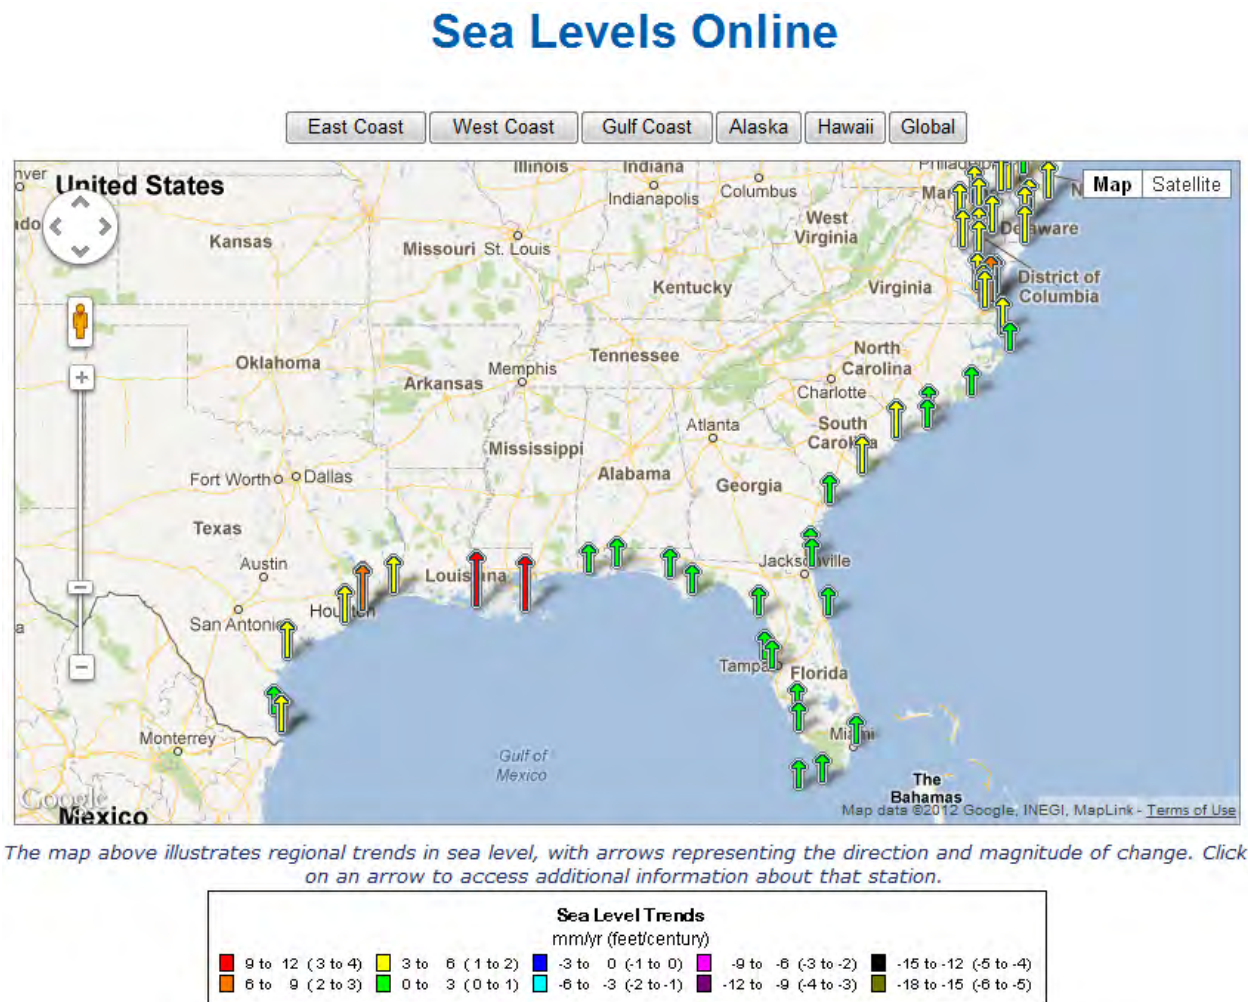 Sea Levels Online
East Coast West Coast Gulf Coast Alaska Hawaii Global
nver
United States
Illinois
Indiana
Indianapolis
Columbus
Map Satellite
Kansas
Missouri
St. Louis
West Virginia
Delaware
Kentucky
Virginia
District of Columbia
Oklahoma
Arkansas
Memphis
Tennessee
North Carolina
Charlotte
Atlanta
South Carolina
Mississippi
Alabama
Georgia
Fort Worth
Dallas
Texas
Austin
Louisiana
Jacksonville
Houston
San Antonio
Tampa
Florida
Monterrey
Gulf of Mexico
Miami
The Bahamas
Google
Mexico
Map data ©2012 Google, INEGI, MapLink - Terms of Use
The map above illustrates regional trends in sea level, with arrows representing the direction and magnitude of change. Click
on an arrow to access additional information about that station.
Sea Level Trends
mm/yr (feet/century)
9 to 12 (3 to 4) 3 to 6 (1 to 2) -3 to 0 (-1 to 0) -9 to -6 (-3 to -2) -15 to -12 (-5 to -4)
6 to 9 (2 to 3) 0 to 3 (0 to 1) -6 to -3 (-2 to -1) -12 to -9 (-4 to -3) -18 to -15 (-6 to -5)